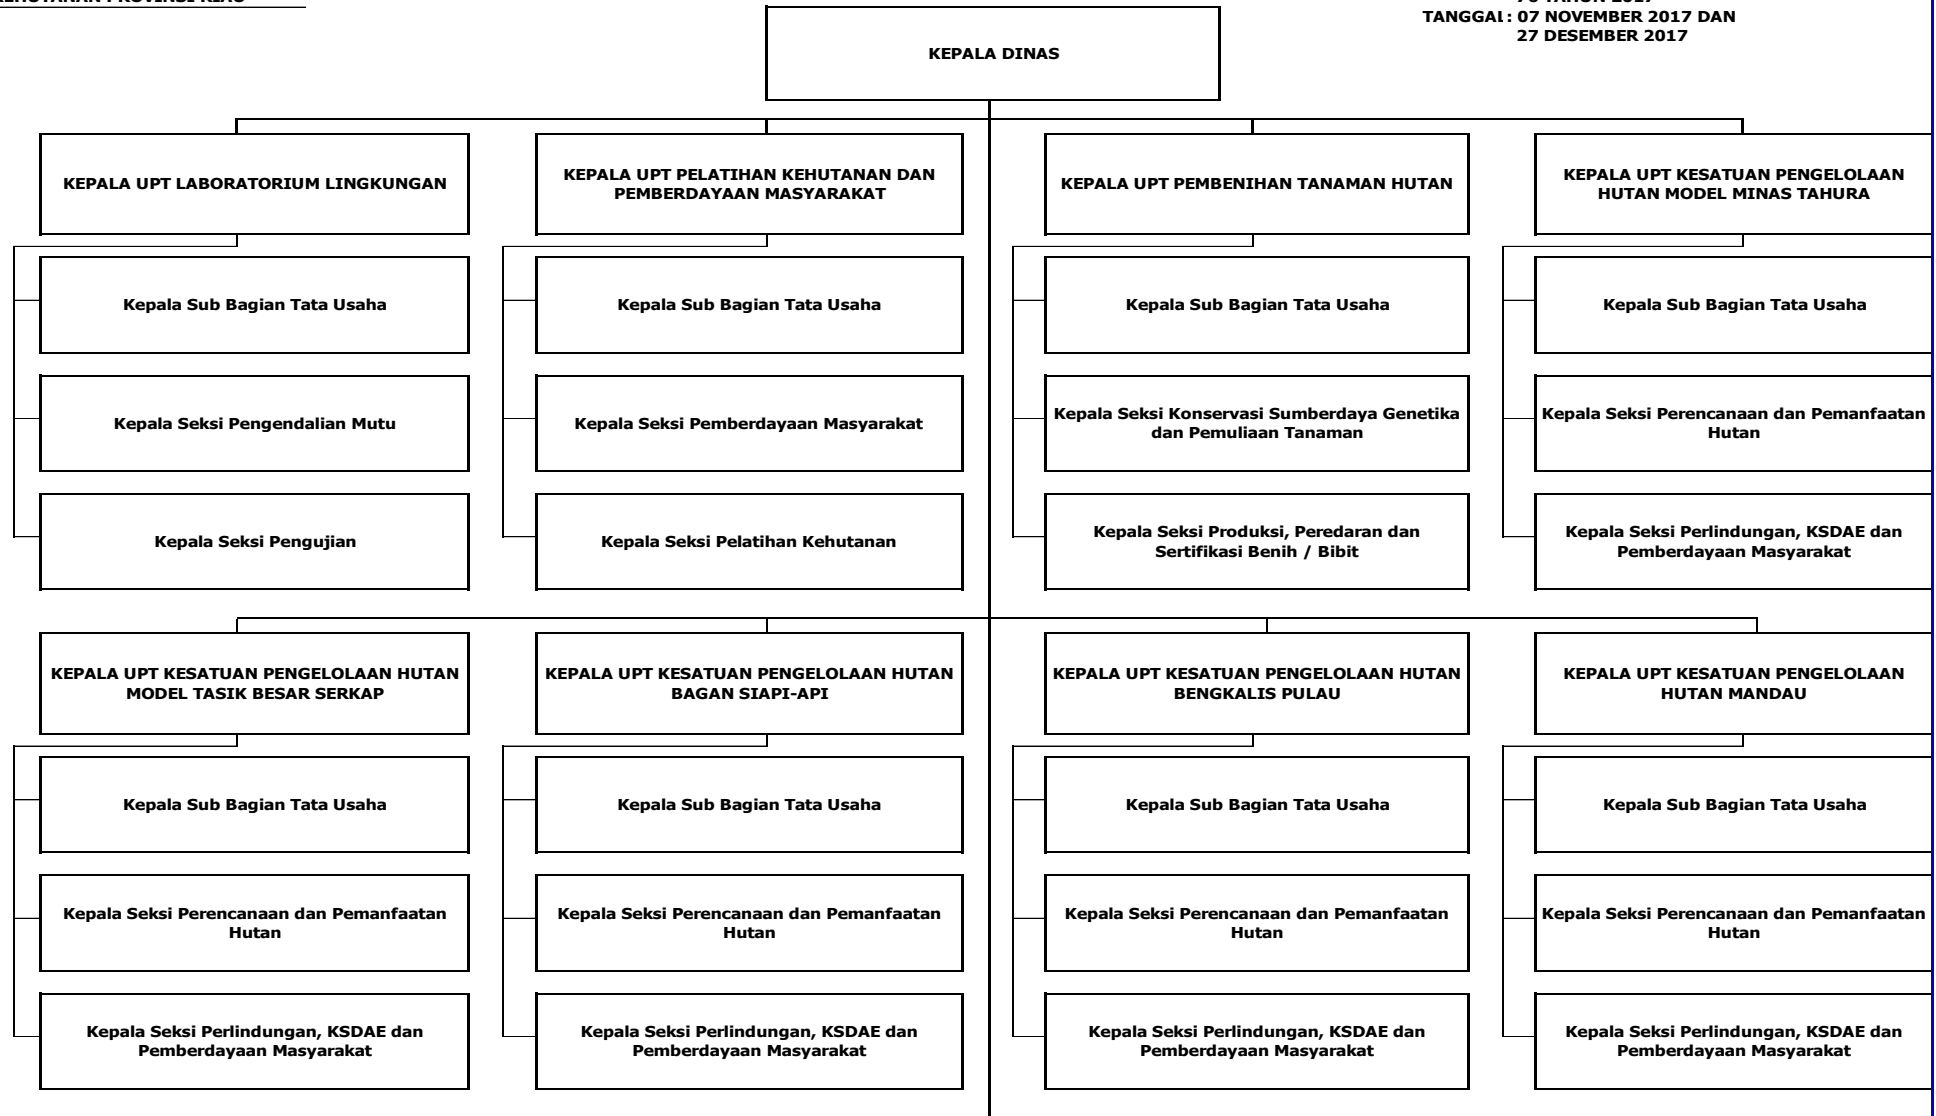 PROVINSI RIAU
TAHUN 2017
TANGGAL : 07 NOVEMBER 2017 DAN
27 DESEMBER 2017
KEPALA DINAS
KEPALA UPT LABORATORIUM LINGKUNGAN
KEPALA UPT PELATIHAN KEHUTANAN DAN
PEMBERDAYAAN MASYARAKAT
KEPALA UPT PEMBENIHAN TANAMAN HUTAN
KEPALA UPT KESATUAN PENGELOLAAN
HUTAN MODEL MINAS TAHURA
Kepala Sub Bagian Tata Usaha
Kepala Sub Bagian Tata Usaha
Kepala Sub Bagian Tata Usaha
Kepala Sub Bagian Tata Usaha
Kepala Seksi Pengendalian Mutu
Kepala Seksi Pemberdayaan Masyarakat
Kepala Seksi Konservasi Sumberdaya Genetika
dan Pemuliaan Tanaman
Kepala Seksi Perencanaan dan Pemanfaatan
Hutan
Kepala Seksi Pengujian
Kepala Seksi Pelatihan Kehutanan
Kepala Seksi Produksi, Peredaran dan
Sertifikasi Benih / Bibit
Kepala Seksi Perlindungan, KSDAE dan
Pemberdayaan Masyarakat
KEPALA UPT KESATUAN PENGELOLAAN HUTAN
MODEL TASIK BESAR SERKAP
KEPALA UPT KESATUAN PENGELOLAAN HUTAN
BAGAN SIAPI-API
KEPALA UPT KESATUAN PENGELOLAAN HUTAN
BENGKALIS PULAU
KEPALA UPT KESATUAN PENGELOLAAN
HUTAN MANDAU
Kepala Sub Bagian Tata Usaha
Kepala Sub Bagian Tata Usaha
Kepala Sub Bagian Tata Usaha
Kepala Sub Bagian Tata Usaha
Kepala Seksi Perencanaan dan Pemanfaatan
Hutan
Kepala Seksi Perencanaan dan Pemanfaatan
Hutan
Kepala Seksi Perencanaan dan Pemanfaatan
Hutan
Kepala Seksi Perencanaan dan Pemanfaatan
Hutan
Kepala Seksi Perlindungan, KSDAE dan
Pemberdayaan Masyarakat
Kepala Seksi Perlindungan, KSDAE dan
Pemberdayaan Masyarakat
Kepala Seksi Perlindungan, KSDAE dan
Pemberdayaan Masyarakat
Kepala Seksi Perlindungan, KSDAE dan
Pemberdayaan Masyarakat